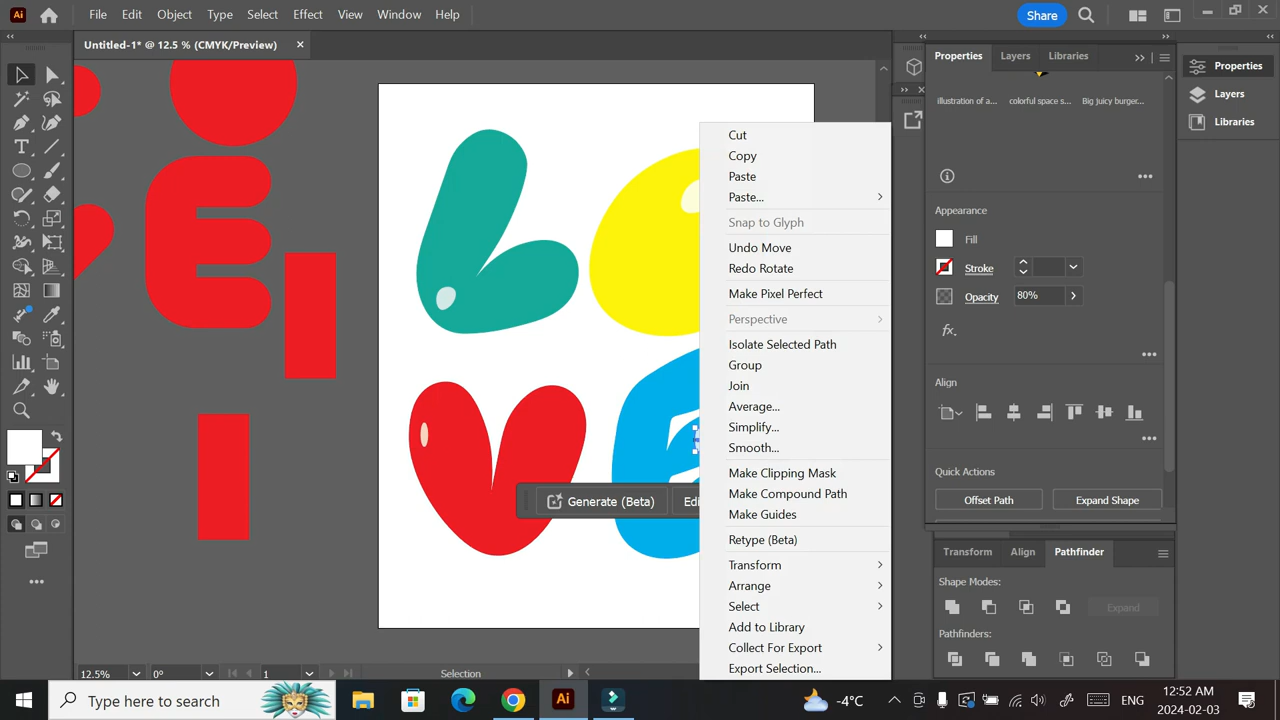 Ai
File Edit Object Type Select Effect View Window Help
Share
Untitled-1* @ 12.5 % (CMYK/Preview)
L
V
Cut
Copy
Paste
Paste...
Snap to Glyph
Undo Move
Redo Rotate
Make Pixel Perfect
Perspective
Isolate Selected Path
Group
Join
Average...
Simplify...
Smooth...
Make Clipping Mask
Make Compound Path
Make Guides
Retype (Beta)
Transform
Arrange
Select
Add to Library
Collect For Export
Export Selection...
E
Generate (Beta) Edi
Properties Layers Libraries
illustration of a... colorful space s... Big juicy burger...
Appearance
Fill
Stroke
Opacity 80%
fx.
Align
Quick Actions
Offset Path Expand Shape
Transform Align Pathfinder
Shape Modes:
Expand
Pathfinders:
Properties
Layers
Libraries
12.5% 0° 1 Selection
Type here to search
Ai
-4°C ENG
12:52 AM
2024-02-03